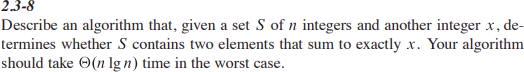 2.3-8
Describe an algorithm that, given a set S of n integers and another integer x, de-
termines whether S contains two elements that sum to exactly x. Your algorithm
should take Θ(n lg n) time in the worst case.